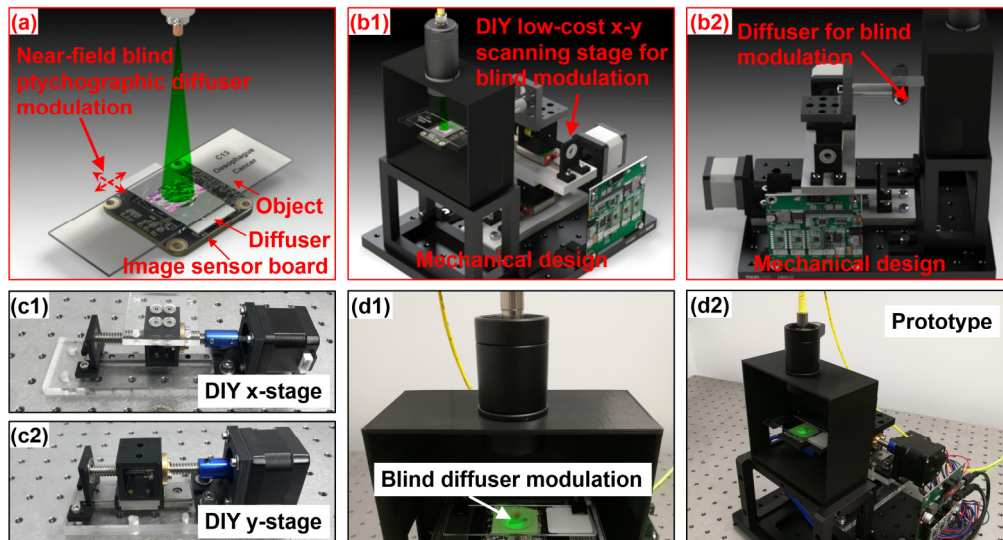 (a)
Near-field blind
ptychographic diffuser
modulation
C13
Oesophagus
Cancer
Object
Diffuser
Image sensor board
(b1)
DIY low-cost x-y
scanning stage for
blind modulation
Mechanical design
(b2)
Diffuser for blind
modulation
Mechanical design
(c1)
DIY x-stage
(c2)
DIY y-stage
(d1)
Blind diffuser modulation
(d2)
Prototype